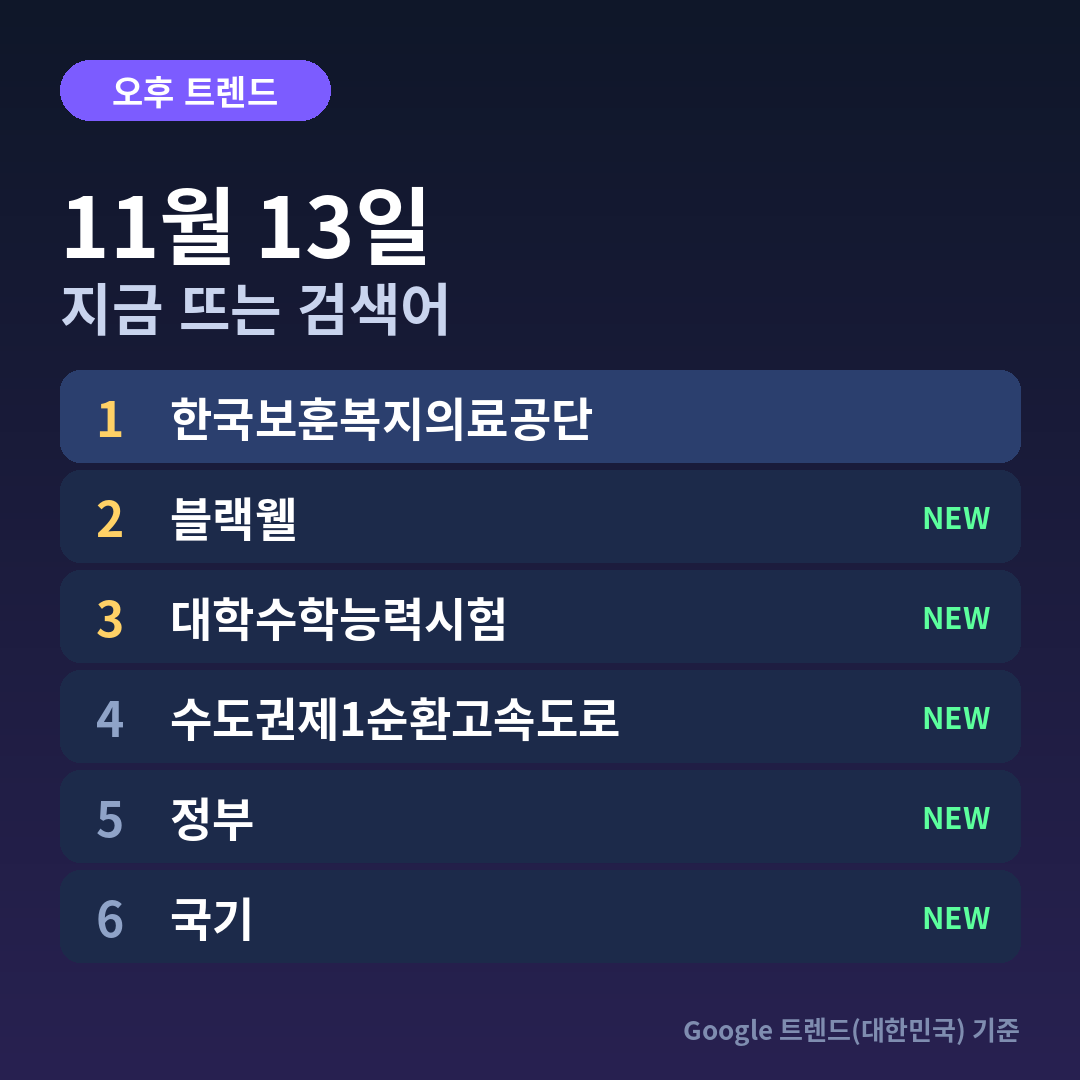 오후 트렌드
11월 13일
지금 뜨는 검색어
1 한국보훈복지의료공단
2 블랙웰 NEW
3 대학수학능력시험 NEW
4 수도권제1순환고속도로 NEW
5 정부 NEW
6 국기 NEW
Google 트렌드(대한민국) 기준